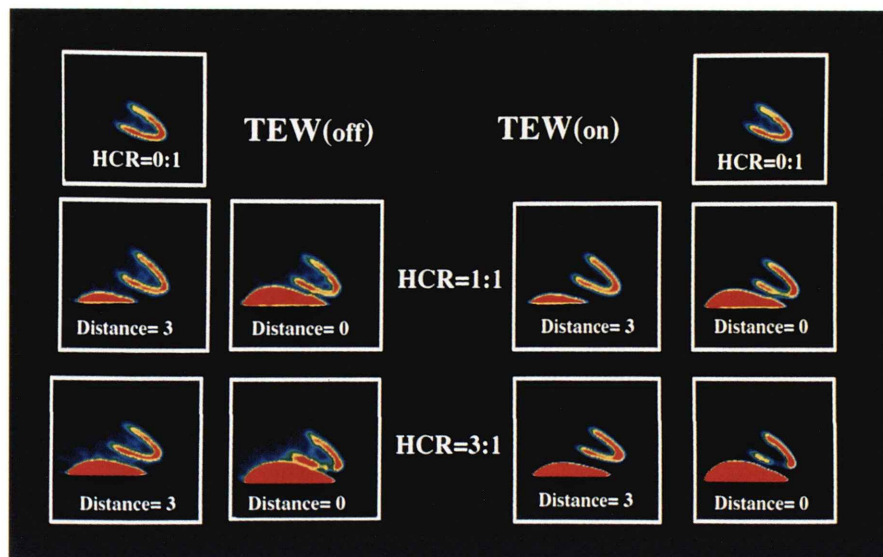 HCR=0:1
TEW(off)
TEW(on)
HCR=0:1
Distance= 3
Distance= 0
HCR=1:1
Distance= 3
Distance= 0
Distance= 3
Distance= 0
HCR=3:1
Distance= 3
Distance= 0